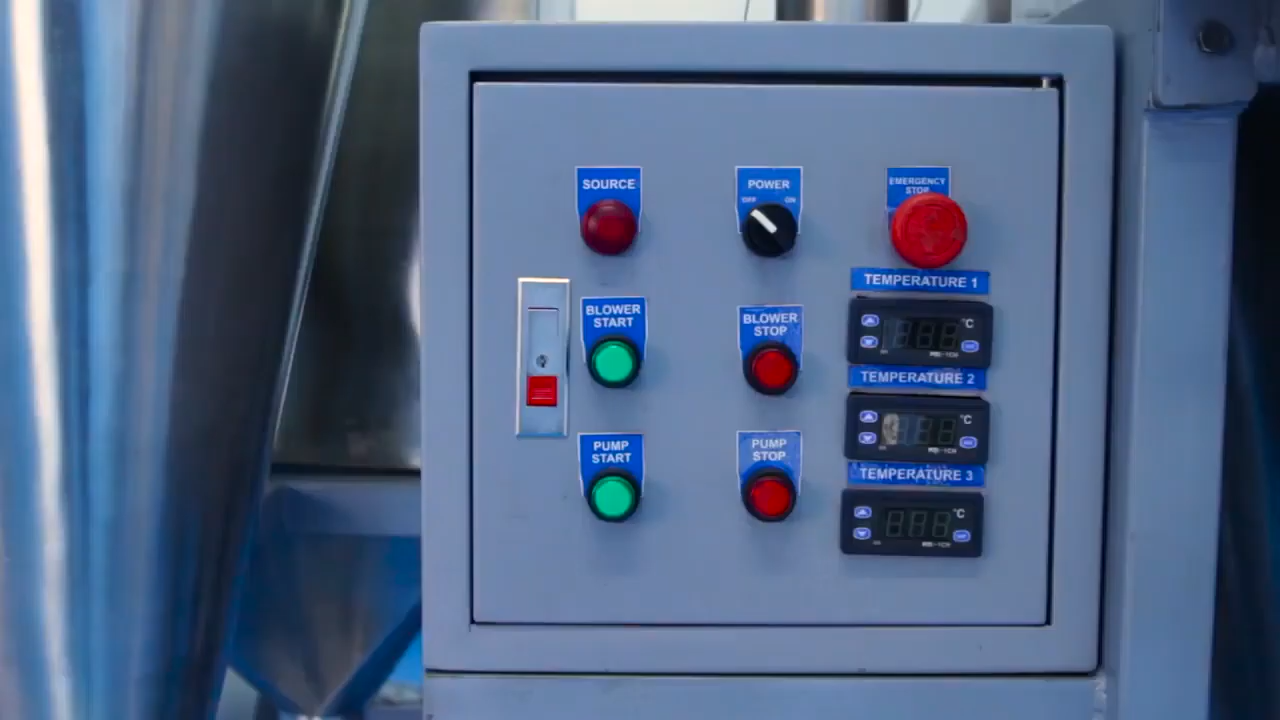 SOURCE
POWER
OFF ON
EMERGENCY
STOP
TEMPERATURE 1
°C
BLOWER
START
BLOWER
STOP
TEMPERATURE 2
°C
PUMP
START
PUMP
STOP
TEMPERATURE 3
°C